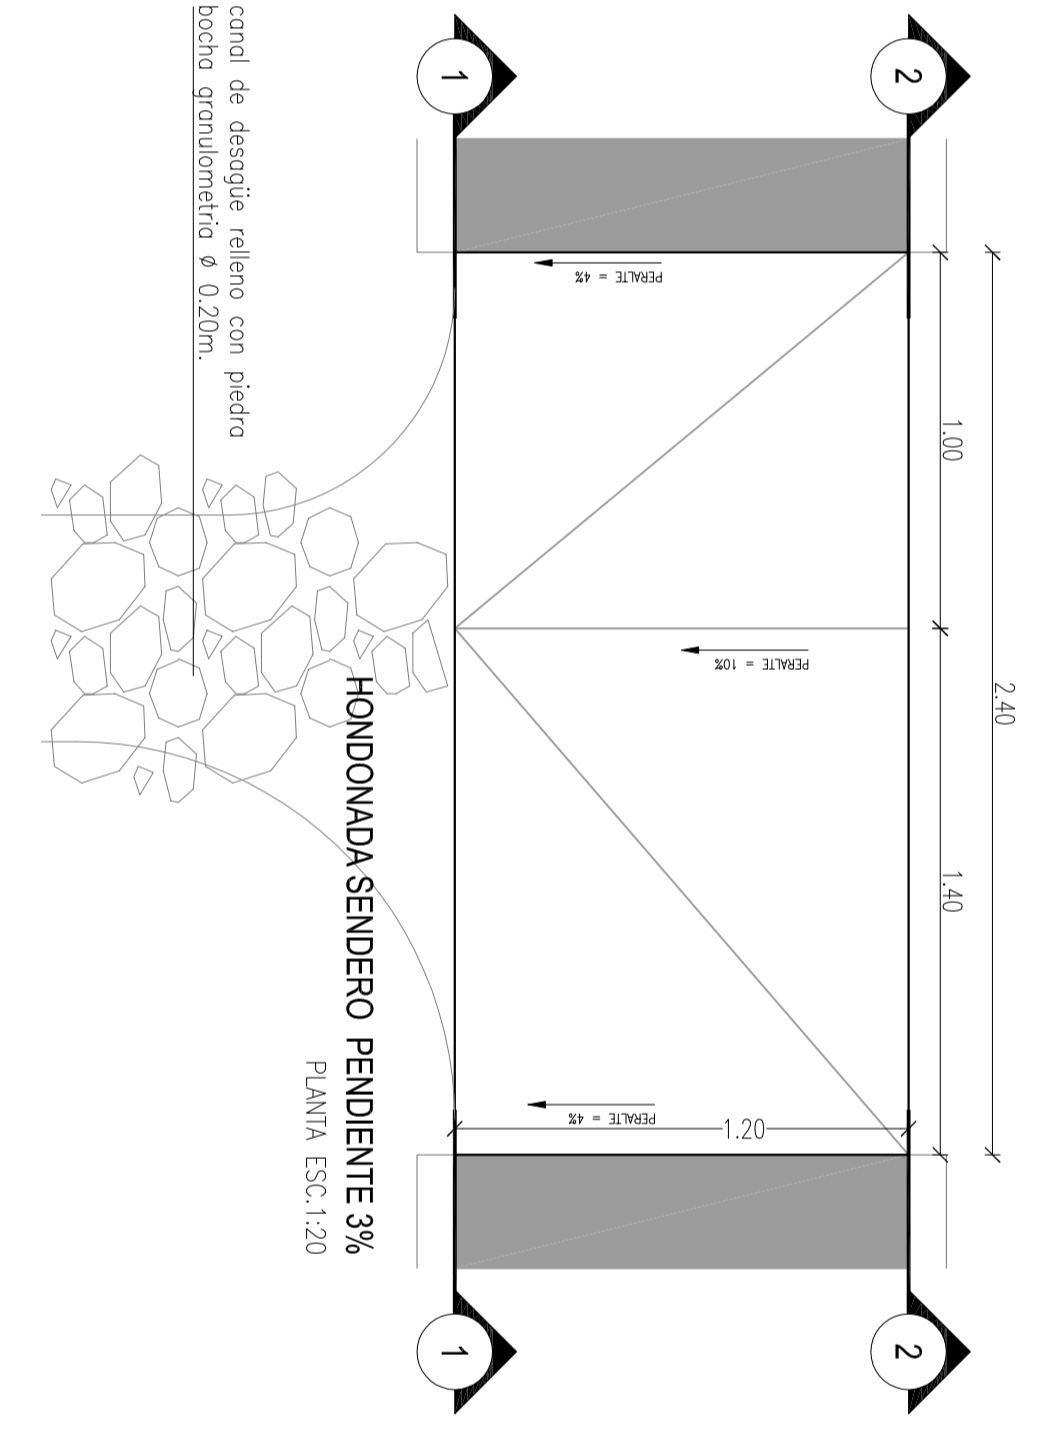 2
2
2.40
1.00
1.40
1.20
PERALTE = 4%
PERALTE = 10%
PERALTE = 4%
1
1
HONDONADA SENDERO PENDIENTE 3%
PLANTA ESC.1:20
canal de desagüe relleno con piedra
bocha granulometria ø 0.20m.